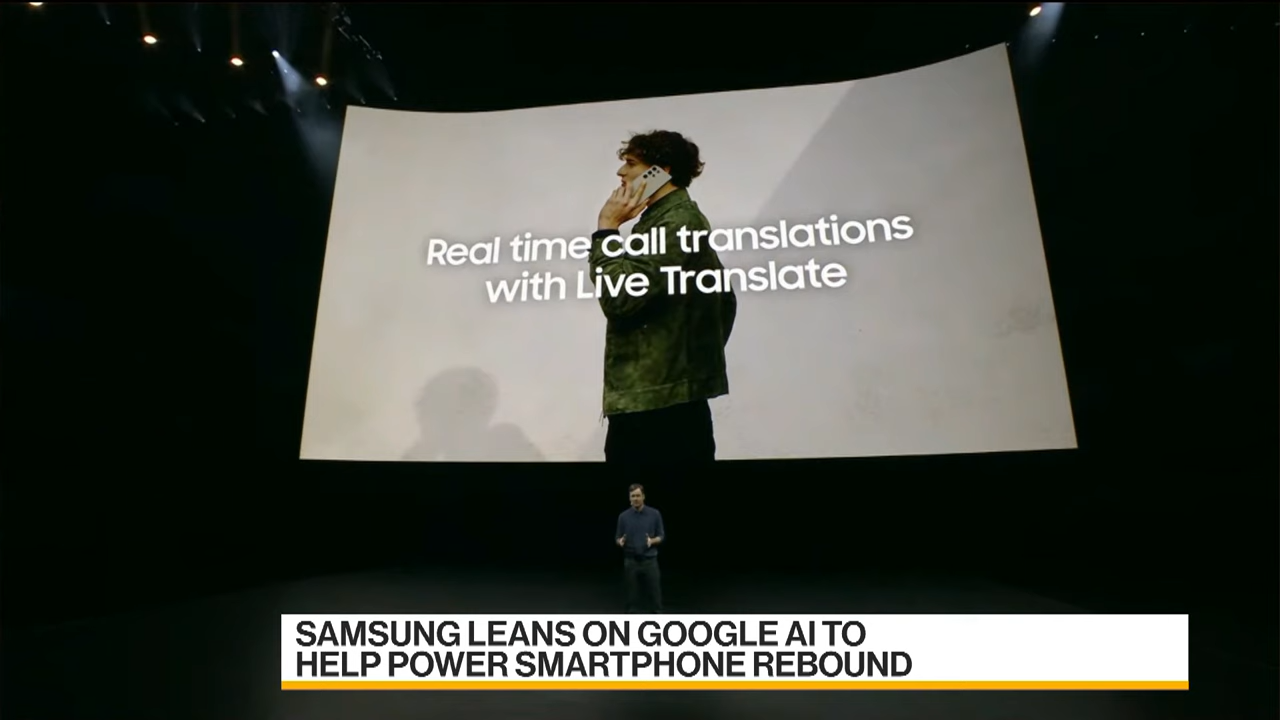 Real time call translations
with Live Translate
SAMSUNG LEANS ON GOOGLE AI TO
HELP POWER SMARTPHONE REBOUND